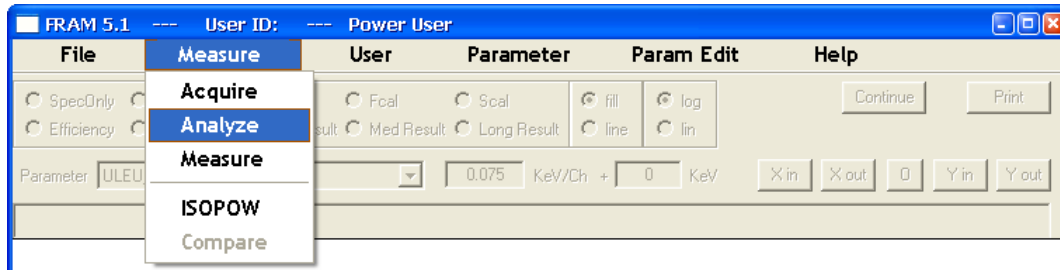 FRAM 5.1 --- User ID: --- Power User
File Measure User Parameter Param Edit Help
Acquire
Analyze
Measure
ISOPOW
Compare
SpecOnly Fcal Scal fill log Continue Print
Efficiency sult Med Result Long Result line lin
Parameter ULEU 0.075 KeV/Ch + 0 KeV X in X out O Y in Y out